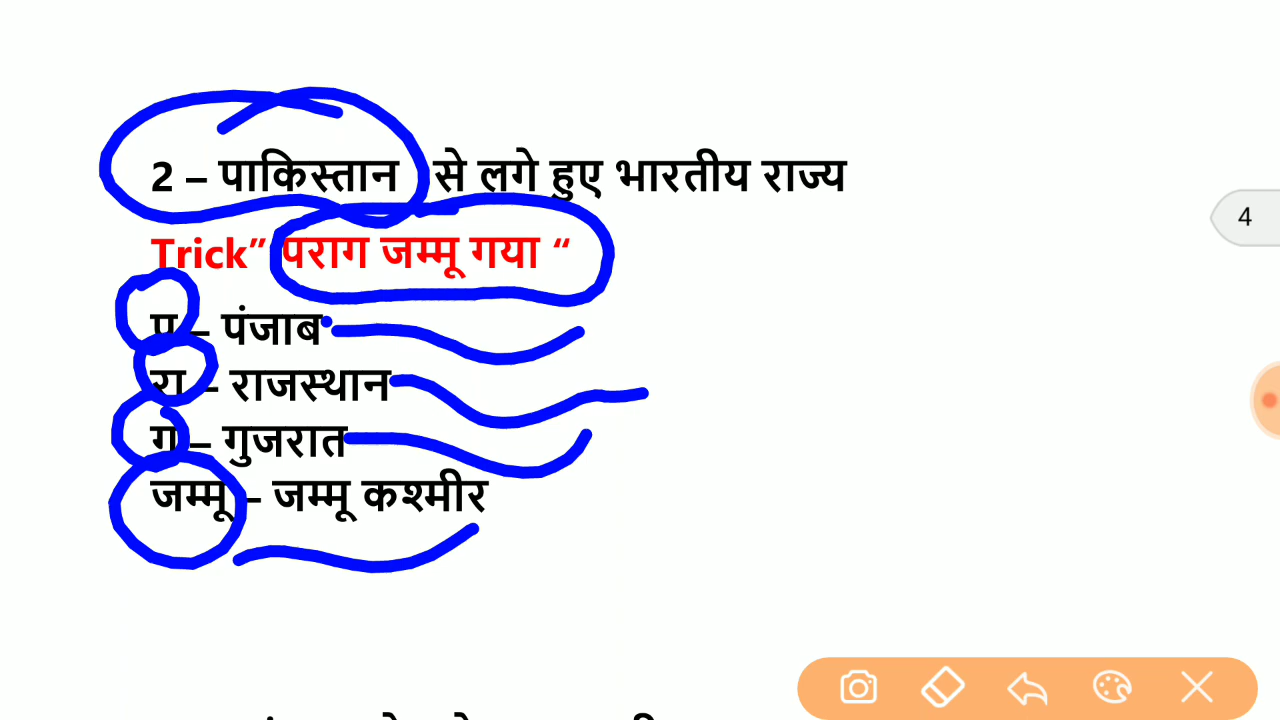 2 – पाकिस्तान से लगे हुए भारतीय राज्य
Trick” पराग जम्मू गया “
प – पंजाब
रा – राजस्थान
ग – गुजरात
जम्मू – जम्मू कश्मीर
4